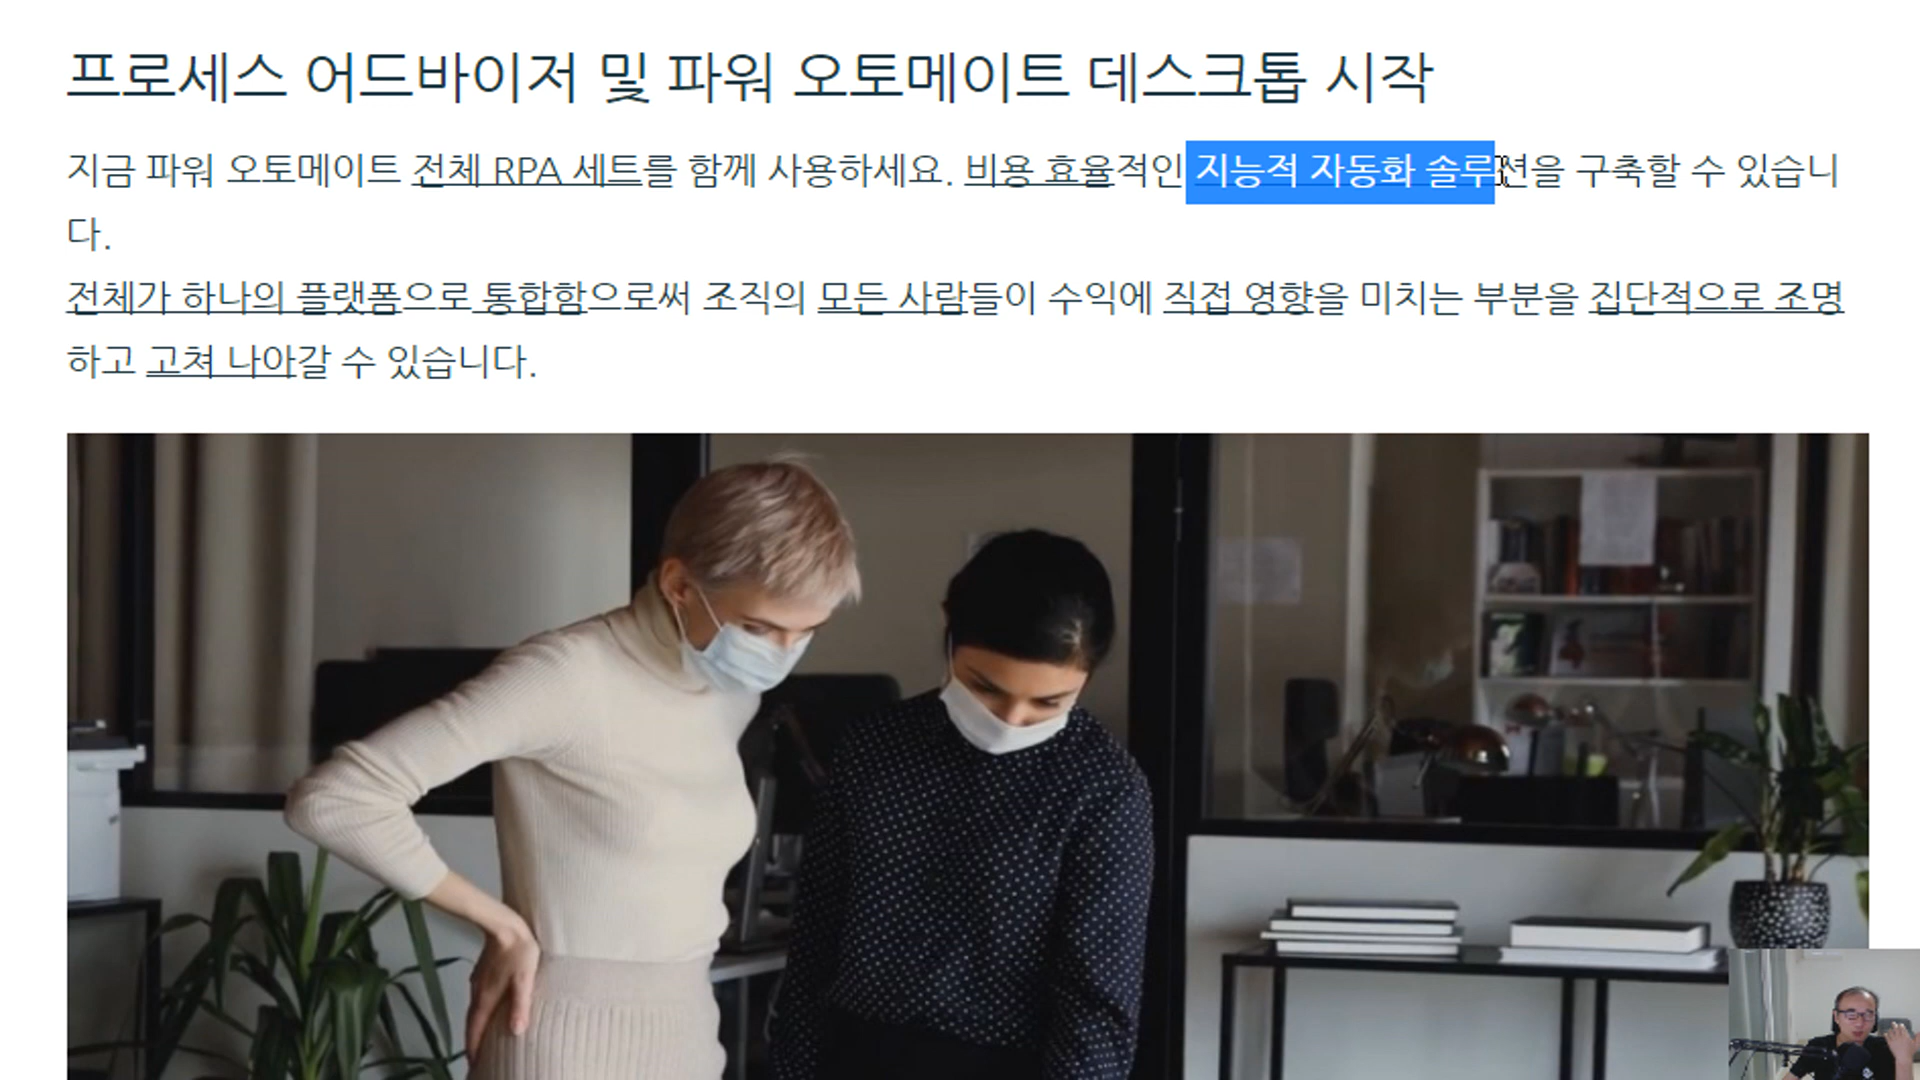 프로세스 어드바이저 및 파워 오토메이트 데스크톱 시작
지금 파워 오토메이트 전체 RPA 세트를 함께 사용하세요. 비용 효율적인 지능적 자동화 솔루션을 구축할 수 있습니
다.
전체가 하나의 플랫폼으로 통합함으로써 조직의 모든 사람들이 수익에 직접 영향을 미치는 부분을 집단적으로 조명
하고 고쳐 나아갈 수 있습니다.